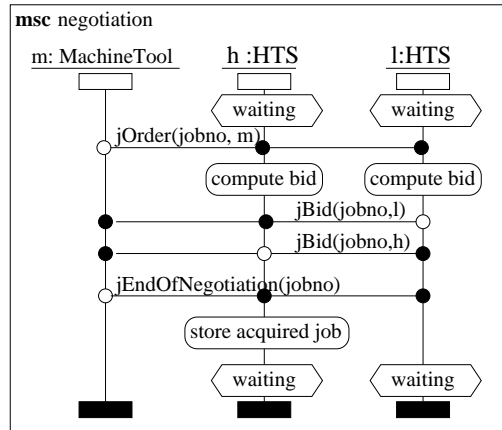 msc negotiation
m: MachineTool h :HTS l:HTS
waiting waiting
jOrder(jobno, m)
compute bid compute bid
jBid(jobno,l)
jBid(jobno,h)
jEndOfNegotiation(jobno)
store acquired job
waiting waiting